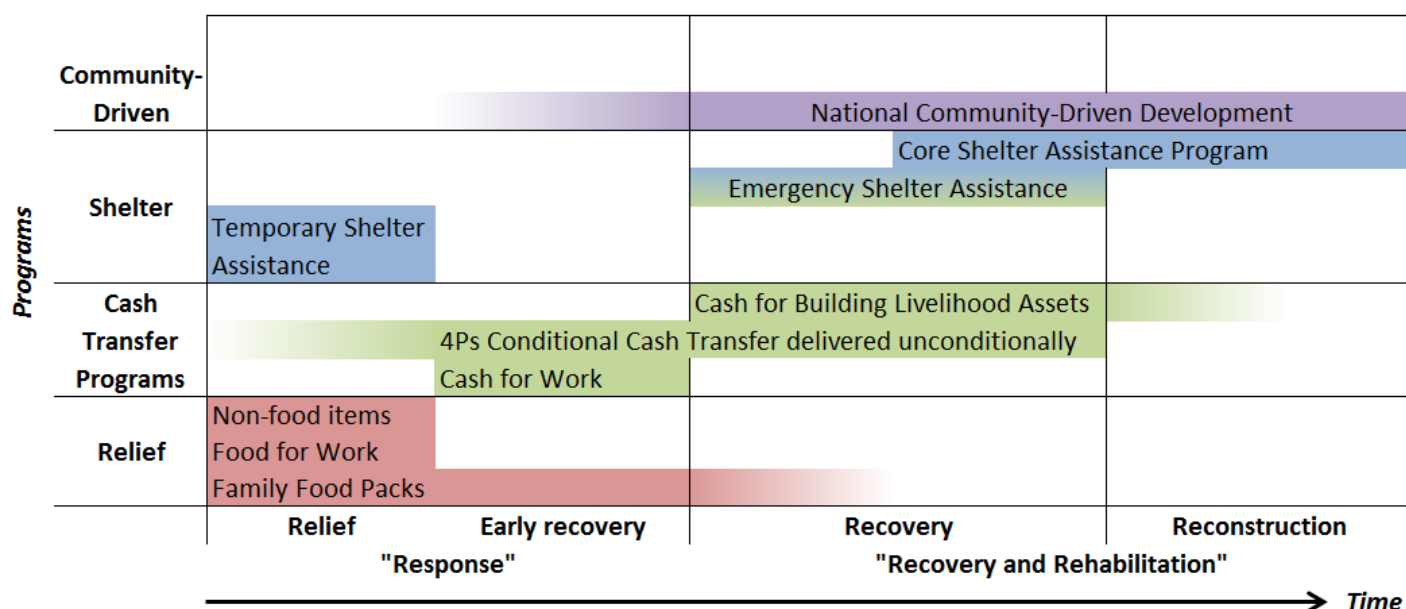 Community-
Driven
National Community-Driven Development
Core Shelter Assistance Program
Emergency Shelter Assistance
Shelter
Temporary Shelter
Assistance
Programs
Cash
Transfer
Programs
Cash for Building Livelihood Assets
4Ps Conditional Cash Transfer delivered unconditionally
Cash for Work
Relief
Non-food items
Food for Work
Family Food Packs
Relief
Early recovery
Recovery
Reconstruction
"Response"
"Recovery and Rehabilitation"
Time